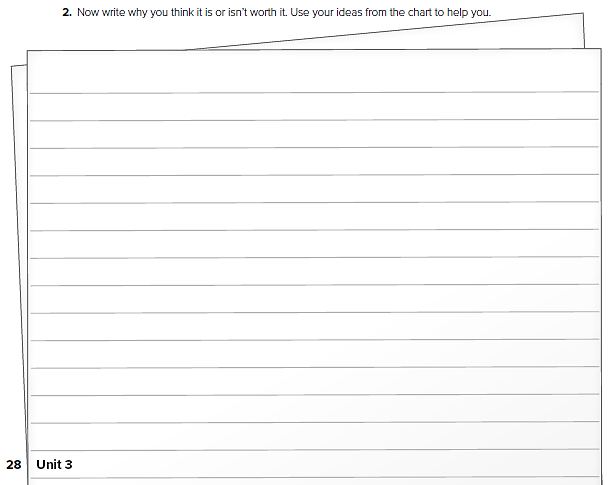 2. Now write why you think it is or isn’t worth it. Use your ideas from the chart to help you.
28 Unit 3